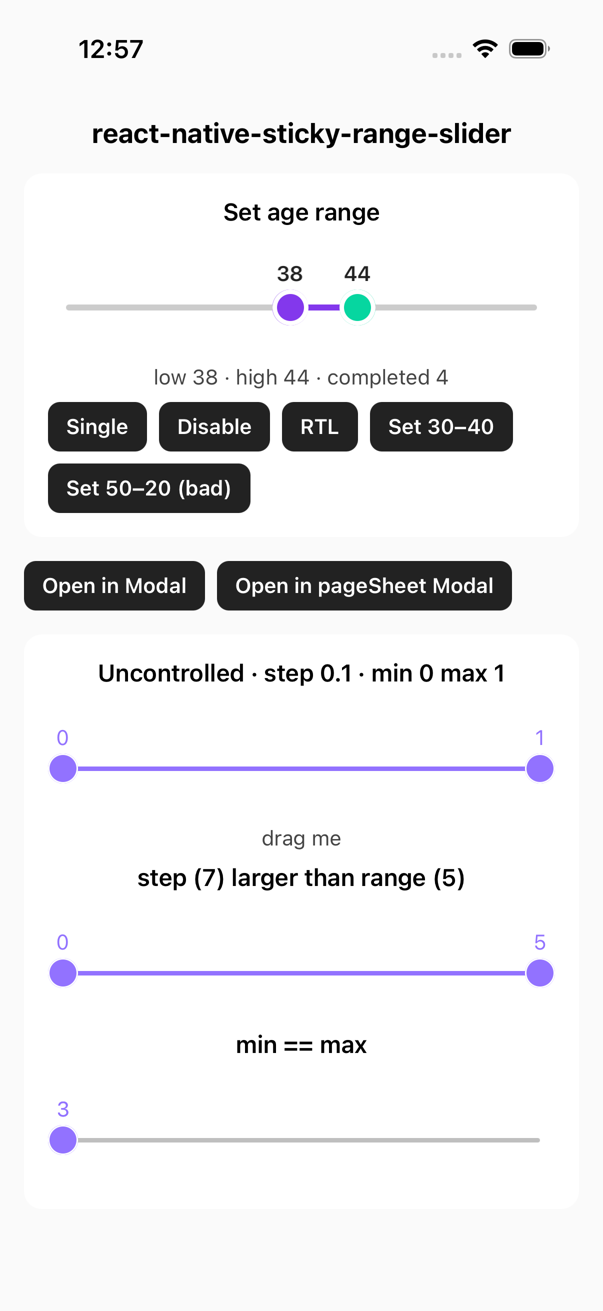 12:57
react-native-sticky-range-slider
Set age range
38 44
low 38 · high 44 · completed 4
Single Disable RTL Set 30–40
Set 50–20 (bad)
Open in Modal Open in pageSheet Modal
Uncontrolled · step 0.1 · min 0 max 1
0 1
drag me
step (7) larger than range (5)
0 5
min == max
3